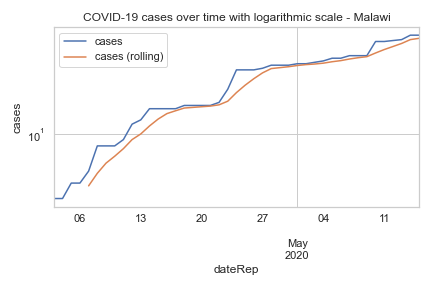 COVID-19 cases over time with logarithmic scale - Malawi
cases
cases (rolling)
cases
10¹
06
13
20
27
04
11
May
2020
dateRep